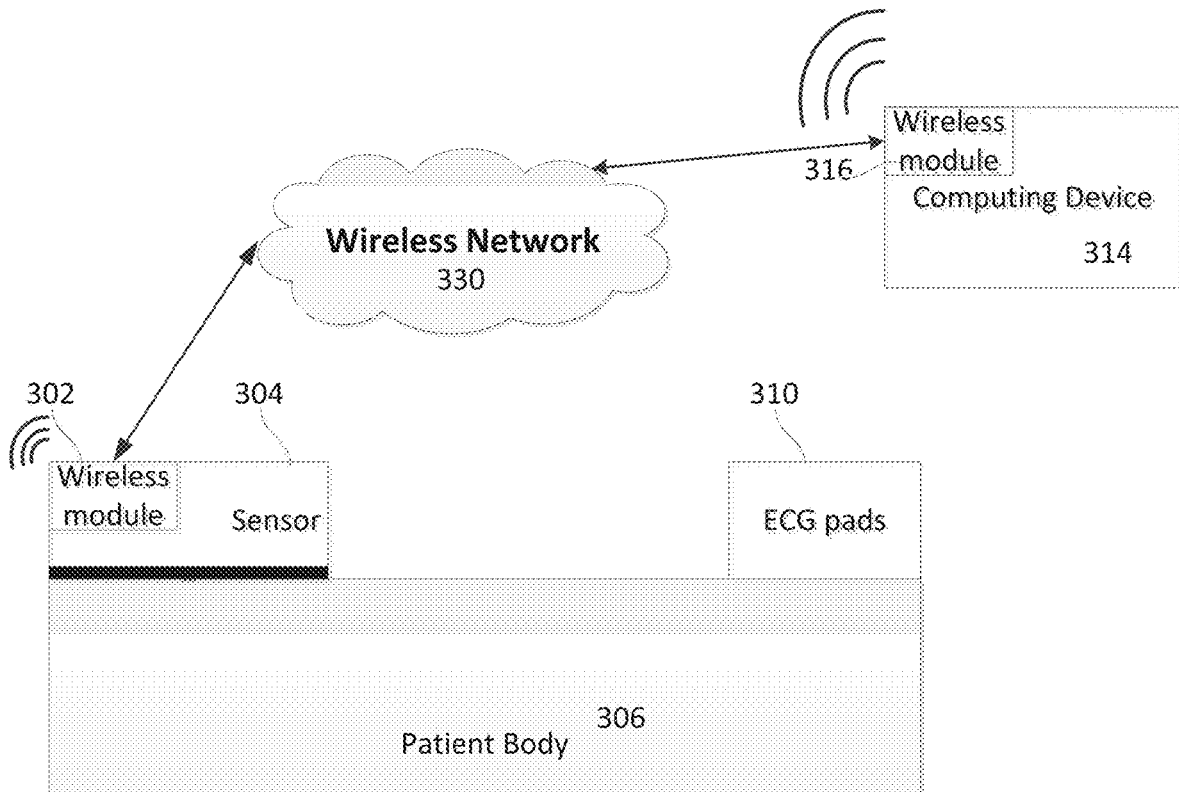 Wireless
module
316
Computing Device
314
Wireless Network
330
302
304
310
Wireless
module
Sensor
ECG pads
306
Patient Body